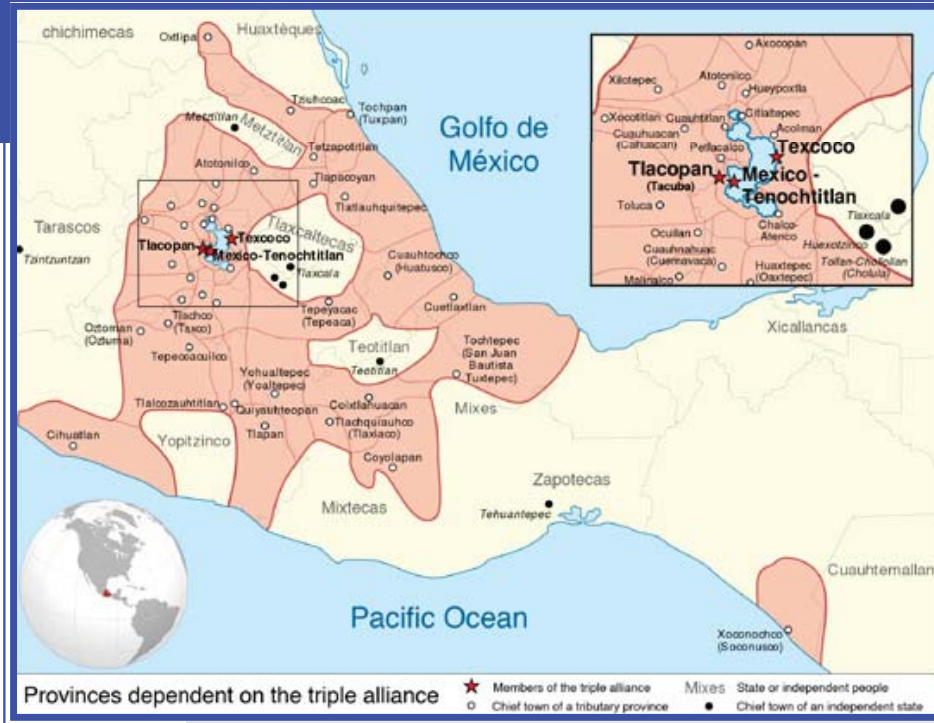 chichimecas
Huaxtèques
Oxtlipa
Tziuhcoac
Tochpan
(Tuxpan)
Metztitlan
Metztitlan
Tetzapotitlan
Atotonilco
Tlapacoyan
Tlatlauhquitepec
Golfo de
México
Tarascos
Tzintzuntzan
Tlaxcaltecas
Tlacopan
Texcoco
Mexico-Tenochtitlan
Tlaxcala
Cuauhtochco
(Huatusco)
Cuetlaxtlan
Tepeyacac
(Tepeaca)
Tlachco
(Taxco)
Oztoman
(Oztuma)
Tepecoacuilco
Teotitlan
Teotitlan
Tochtepec
(San Juan
Bautista
Tuxtepec)
Yohualtepec
(Yoaltepec)
Tlalcozauhtitlan
Quiyauhteopan
Coixtlahuacan
Tlachquiauhco
(Tlaxiaco)
Tlapan
Coyolapan
Mixes
Cihuatlan
Yopitzinco
Mixtecas
Zapotecas
Tehuantepec
Xicallancas
Cuauhtemallan
Xoconochco
(Soconusco)
Pacific Ocean
Axocopan
Xilotepec
Atotonilco
Hueypoxtla
Xocotitlan
Cuauhtitlan
Citlaltepec
Cuahuacan
(Cahuacan)
Acolman
Petlacalco
Texcoco
Tlacopan
(Tacuba)
Mexico -
Tenochtitlan
Toluca
Chalco-
Atenco
Tlaxcala
Ocuilan
Huexotzinco
Cuauhnahuac
(Cuernavaca)
Tollan-Chollollan
(Cholula)
Malinalco
Huaxtepec
(Oaxtepec)
Provinces dependent on the triple alliance
Members of the triple alliance
Chief town of a tributary province
Mixes
State or independent people
Chief town of an independent state